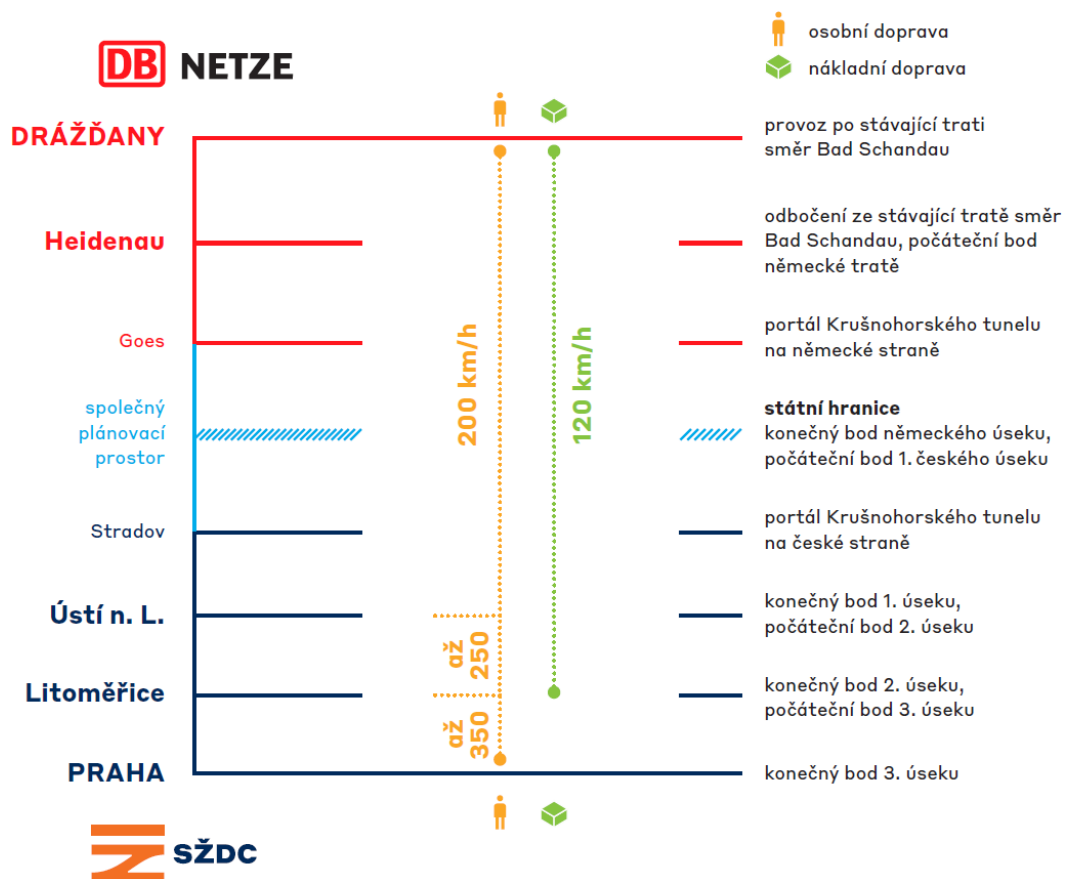 DB NETZE
osobní doprava
nákladní doprava
DRÁŽĎANY
provoz po stávající trati
směr Bad Schandau
Heidenau
odbočení ze stávající tratě směr
Bad Schandau, počáteční bod
německé tratě
Goes
portál Krušnohorského tunelu
na německé straně
200 km/h
120 km/h
společný
plánovací
prostor
státní hranice
konečný bod německého úseku,
počáteční bod 1. českého úseku
Stradov
portál Krušnohorského tunelu
na české straně
Ústí n. L.
konečný bod 1. úseku,
počáteční bod 2. úseku
až
250
Litoměřice
konečný bod 2. úseku,
počáteční bod 3. úseku
až
350
PRAHA
konečný bod 3. úseku
SŽDC